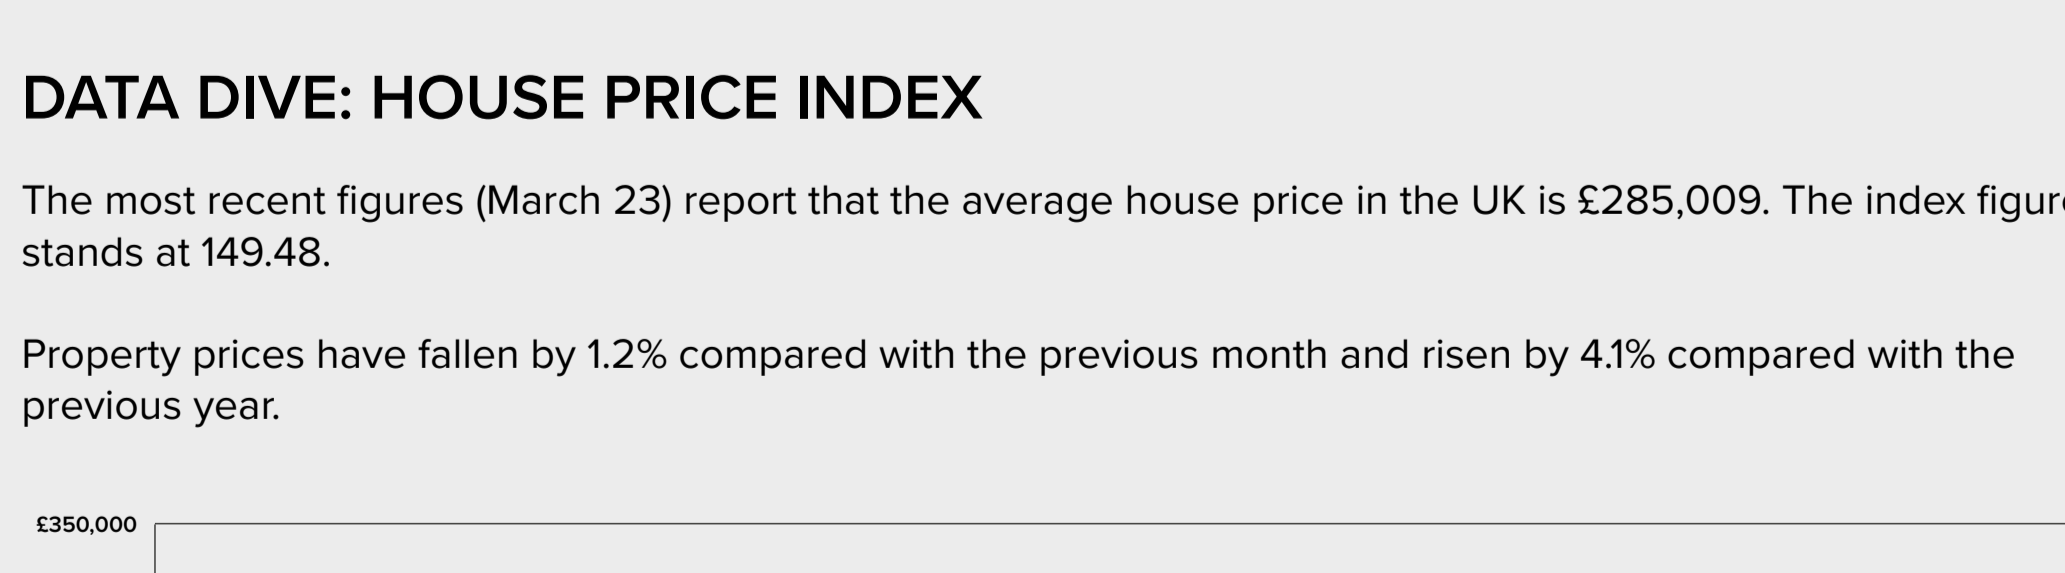 DATA DIVE: HOUSE PRICE INDEX
The most recent figures (March 23) report that the average house price in the UK is £285,009. The index figure
stands at 149.48.
Property prices have fallen by 1.2% compared with the previous month and risen by 4.1% compared with the
previous year.
£350,000